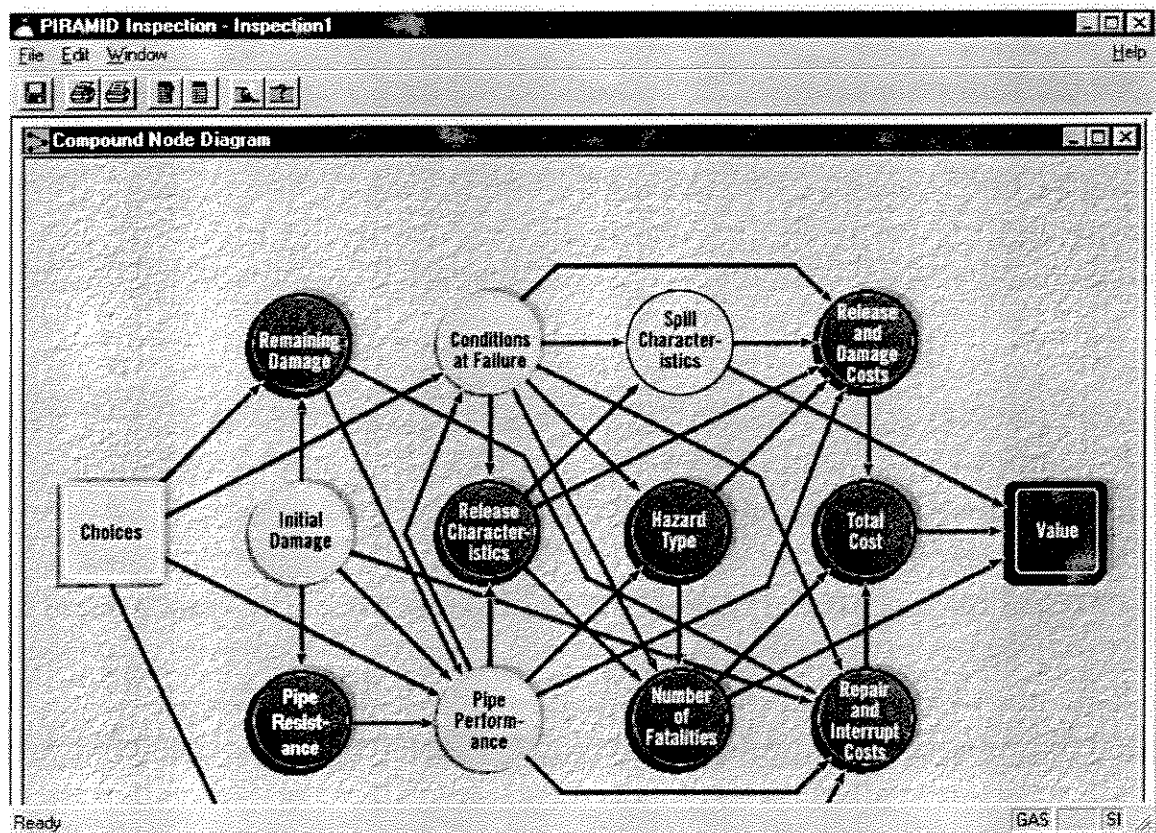 PIRAMID Inspection - Inspection1
File Edit Window Help
Compound Node Diagram
Remaining
Damage
Conditions
at Failure
Spill
Character-
istics
Release
and
Damage
Costs
Choices
Initial
Damage
Release
Character-
istics
Hazard
Type
Total
Cost
Value
Pipe
Resist-
ance
Pipe
Perform-
ance
Number
of
Fatalities
Repair
and
Interrupt
Costs
Ready GAS SI